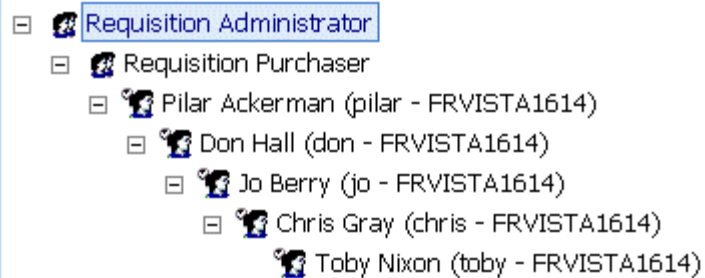 Requisition Administrator
Requisition Purchaser
Pilar Ackerman (pilar - FRVISTA1614)
Don Hall (don - FRVISTA1614)
Jo Berry (jo - FRVISTA1614)
Chris Gray (chris - FRVISTA1614)
Toby Nixon (toby - FRVISTA1614)